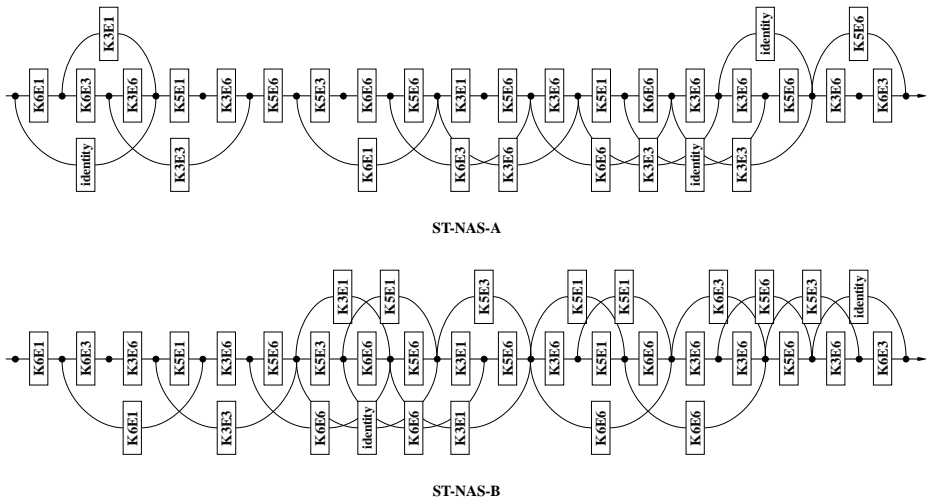 K3E1 identity K5E6
K6E1 K6E3 K3E6 K5E1 K3E6 K5E6 K5E3 K6E6 K5E6 K3E1 K5E6 K3E6 K5E1 K6E6 K3E6 K3E6 K5E6 K3E6 K6E3
identity K3E3 K6E1 K6E3 K3E6 K6E6 K3E3 identity K3E3
ST-NAS-A
K3E1 K5E1 K5E3 K5E1 K5E1 K6E3 K5E6 K5E3 identity
K6E1 K6E3 K3E6 K5E1 K3E6 K5E6 K5E3 K6E6 K5E6 K3E1 K5E6 K3E6 K5E1 K6E6 K3E6 K3E6 K5E6 K3E6 K6E3
K6E1 K3E3 K6E6 identity K6E6 K3E1 K6E6 K6E6
ST-NAS-B